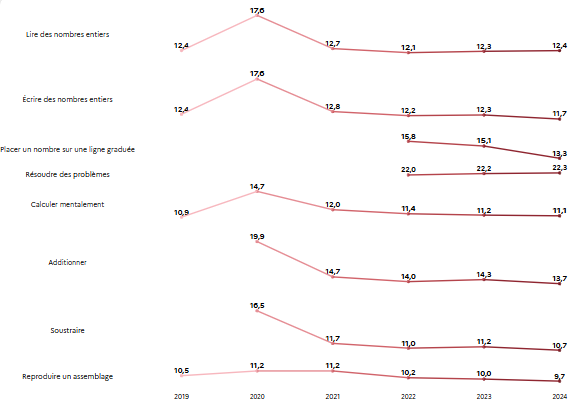 17,6
Lire des nombres entiers
12,4 12,7 12,1 12,3 12,4
17,6
Écrire des nombres entiers
12,4 12,8 12,2 12,3 11,7
15,8 15,1
Placer un nombre sur une ligne graduée
13,3
Résoudre des problèmes
22,0 22,2 22,3
14,7
Calculer mentalement
10,9 12,0 11,4 11,2 11,1
19,9
Additionner
14,7 14,0 14,3 13,7
16,5
Soustraire
11,7 11,0 11,2 10,7
Reproduire un assemblage
10,5 11,2 11,2 10,2 10,0 9,7
2019 2020 2021 2022 2023 2024